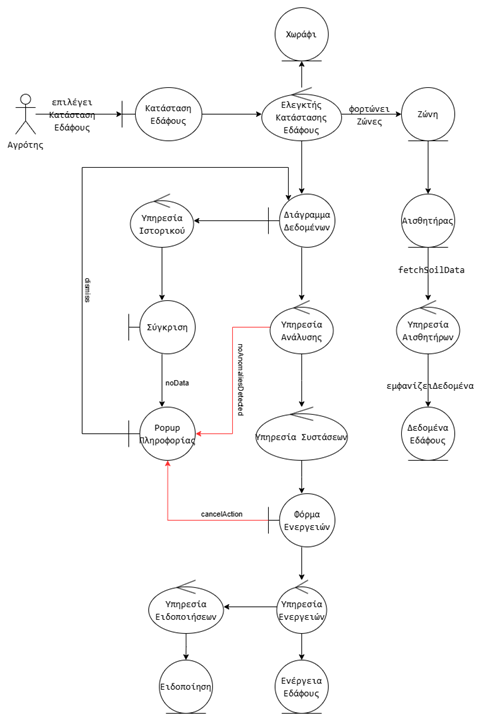 Χωράφι
επιλέγει
Κατάσταση
Εδάφους
Αγρότης
Κατάσταση
Εδάφους
Ελεγκτής
Κατάστασης
Εδάφους
φορτώνει
Ζώνες
Ζώνη
Υπηρεσία
Ιστορικού
Διάγραμμα
Δεδομένων
Αισθητήρας
fetchSoilData
dismiss
Σύγκριση
Υπηρεσία
Ανάλυσης
Υπηρεσία
Αισθητήρων
noData
noAnomaliesDetected
εμφανίζειΔεδομένα
Popup
Πληροφορίας
Υπηρεσία Συστάσεων
Δεδομένα
Εδάφους
cancelAction
Φόρμα
Ενεργειών
Υπηρεσία
Ειδοποιήσεων
Υπηρεσία
Ενεργειών
Ειδοποίηση
Ενέργεια
Εδάφους